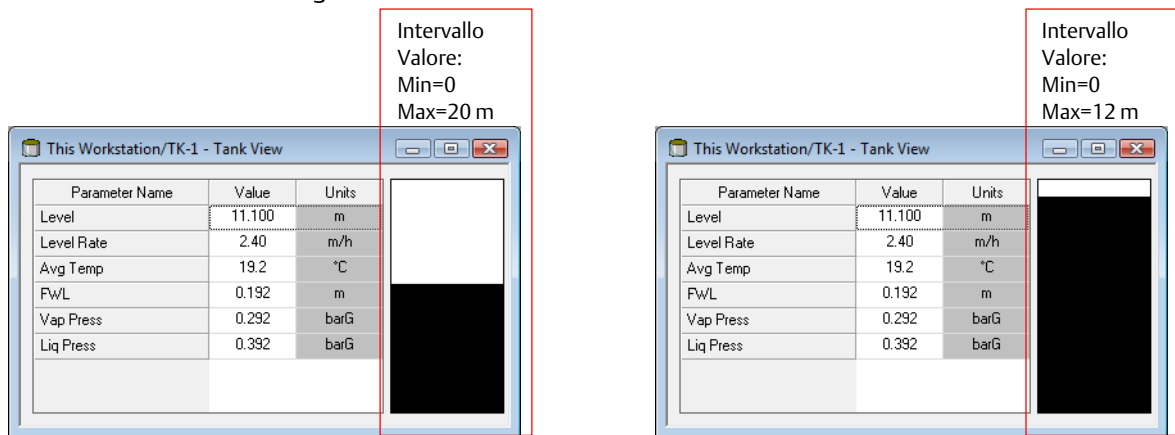 Intervallo
Valore:
Min=0
Max=20 m
This Workstation/TK-1 - Tank View
Parameter Name Value Units
Level 11.100 m
Level Rate 2.40 m/h
Avg Temp 19.2 °C
FWL 0.192 m
Vap Press 0.292 barG
Liq Press 0.392 barG
Intervallo
Valore:
Min=0
Max=12 m
This Workstation/TK-1 - Tank View
Parameter Name Value Units
Level 11.100 m
Level Rate 2.40 m/h
Avg Temp 19.2 °C
FWL 0.192 m
Vap Press 0.292 barG
Liq Press 0.392 barG